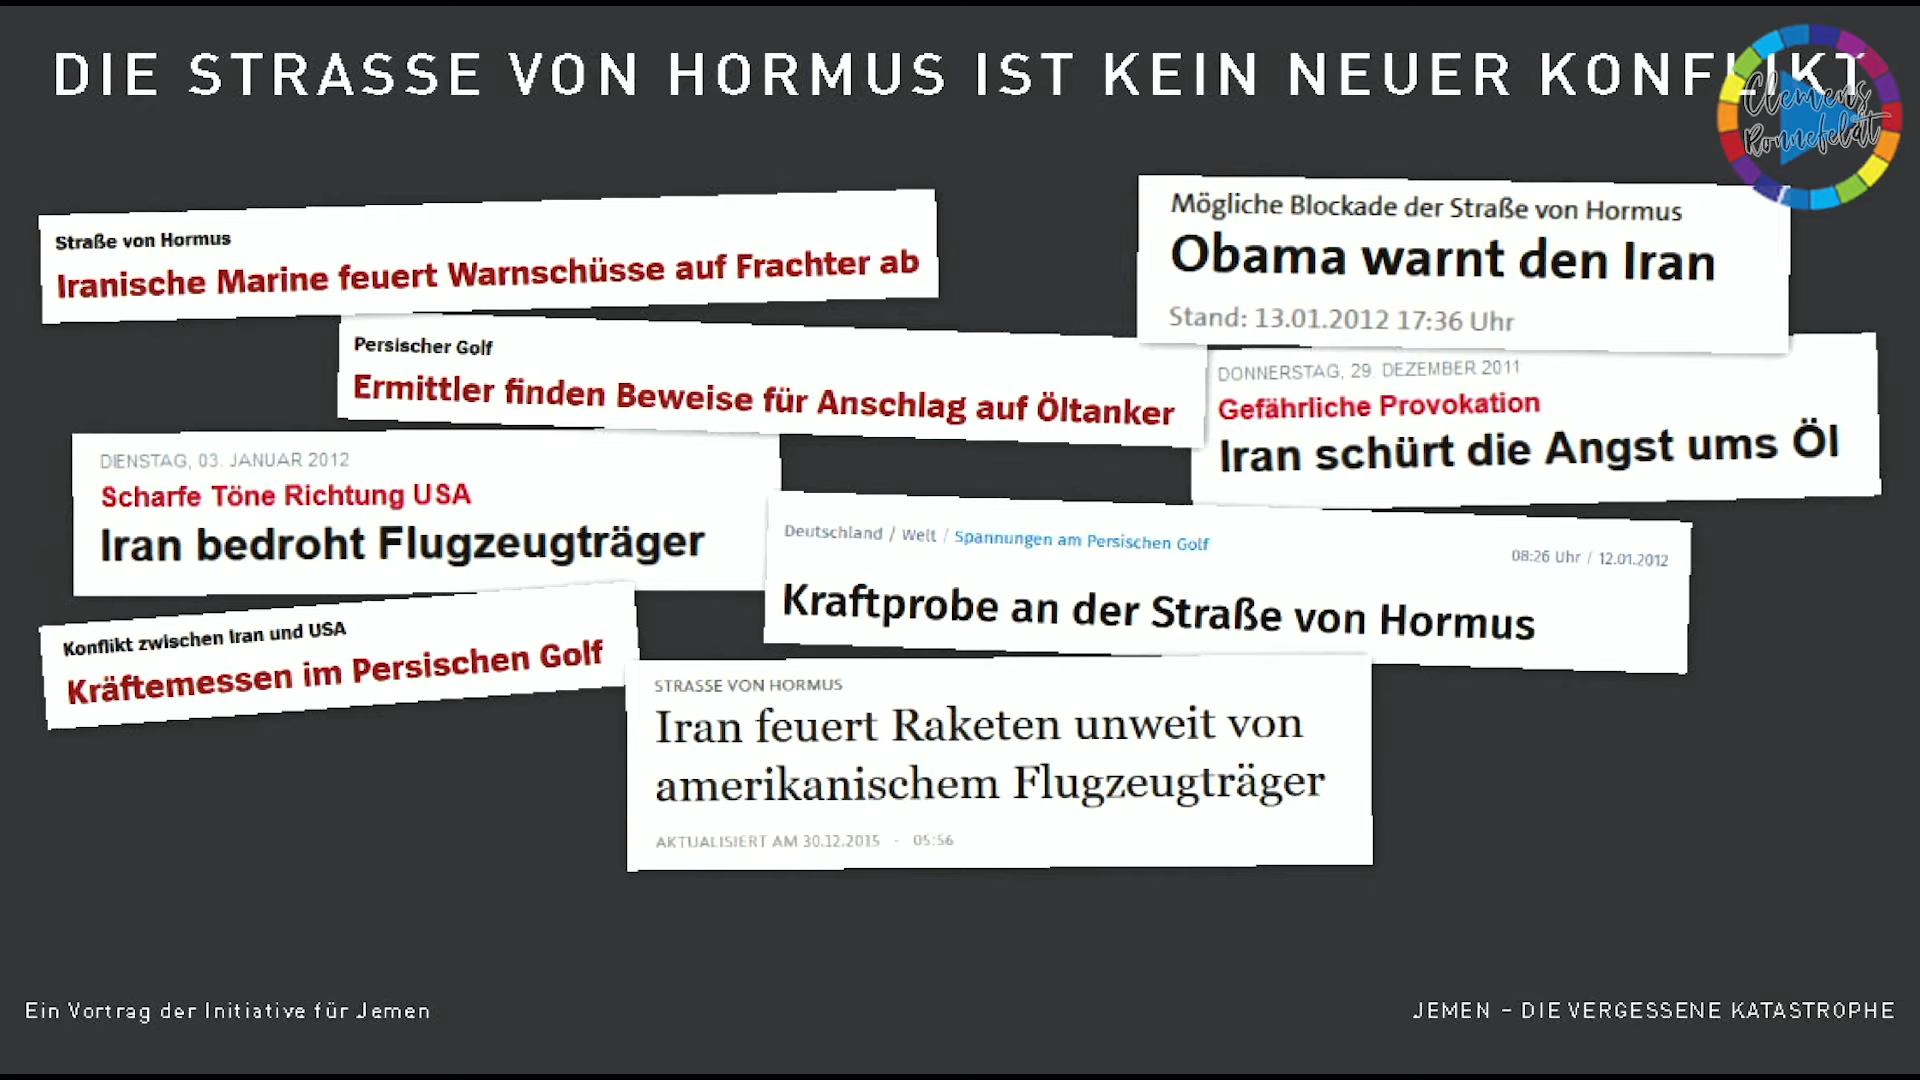 DIE STRASSE VON HORMUS IST KEIN NEUER KONFLIKT
Clemens
Ronnefeldt
Straße von Hormus
Iranische Marine feuert Warnschüsse auf Frachter ab
Mögliche Blockade der Straße von Hormus
Obama warnt den Iran
Stand: 13.01.2012 17:36 Uhr
Persischer Golf
Ermittler finden Beweise für Anschlag auf Öltanker
DONNERSTAG, 29. DEZEMBER 2011
Gefährliche Provokation
Iran schürt die Angst ums Öl
DIENSTAG, 03. JANUAR 2012
Scharfe Töne Richtung USA
Iran bedroht Flugzeugträger
Deutschland / Welt / Spannungen am Persischen Golf
08:26 Uhr / 12.01.2012
Kraftprobe an der Straße von Hormus
Konflikt zwischen Iran und USA
Kräftemessen im Persischen Golf
STRASSE VON HORMUS
Iran feuert Raketen unweit von
amerikanischem Flugzeugträger
AKTUALISIERT AM 30.12.2015 - 05:56
Ein Vortrag der Initiative für Jemen
JEMEN – DIE VERGESSENE KATASTROPHE